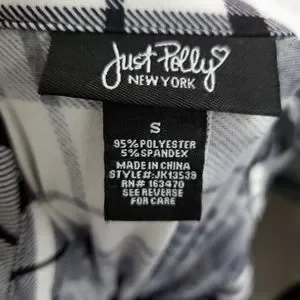 Just Polly
NEW YORK
S
95% POLYESTER
5% SPANDEX
MADE IN CHINA
STYLE#:JK13539
RN# 163470
SEE REVERSE
FOR CARE